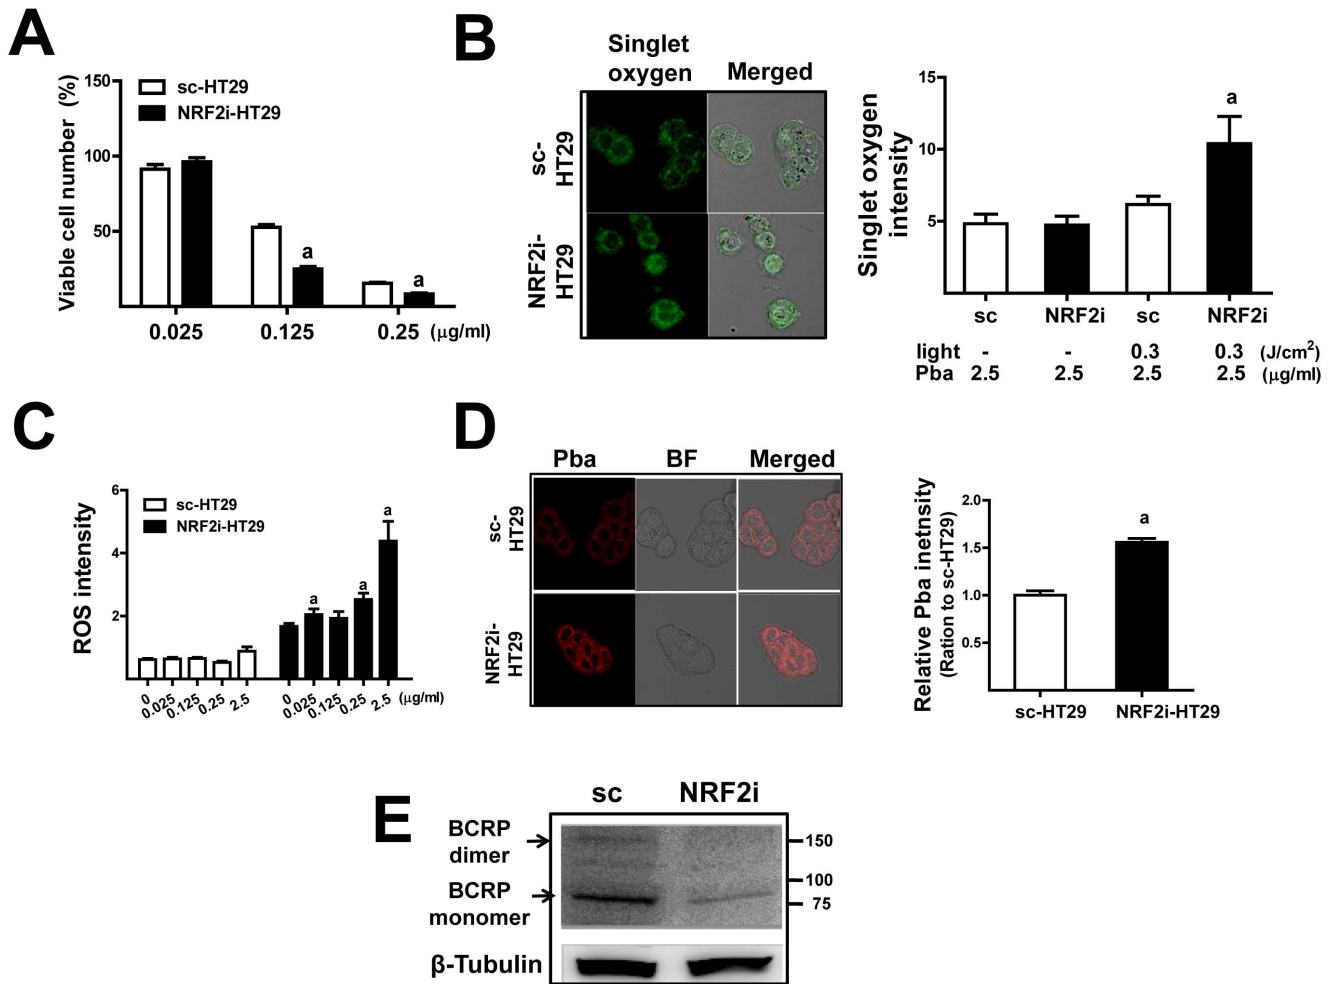 A
Viable cell number (%)
150
100
50
sc-HT29
NRF2i-HT29
a
a
0.025 0.125 0.25 (μg/ml)
B
Singlet
oxygen
Merged
sc-
HT29
NRF2i-
HT29
Singlet oxygen
intensity
15
10
5
a
sc NRF2i sc NRF2i
light - - 0.3 0.3 (J/cm²)
Pba 2.5 2.5 2.5 2.5 (μg/ml)
C
ROS intensity
6
4
2
sc-HT29
NRF2i-HT29
a
a
a
0 0.025 0.125 0.25 2.5 0 0.025 0.125 0.25 2.5 (μg/ml)
D
Pba BF Merged
sc-
HT29
NRF2i-
HT29
Relative Pba inetnsity
(Ration to sc-HT29)
2.0
1.5
1.0
0.5
a
sc-HT29 NRF2i-HT29
E
sc NRF2i
BCRP
dimer
BCRP
monomer
β-Tubulin
150
100
75